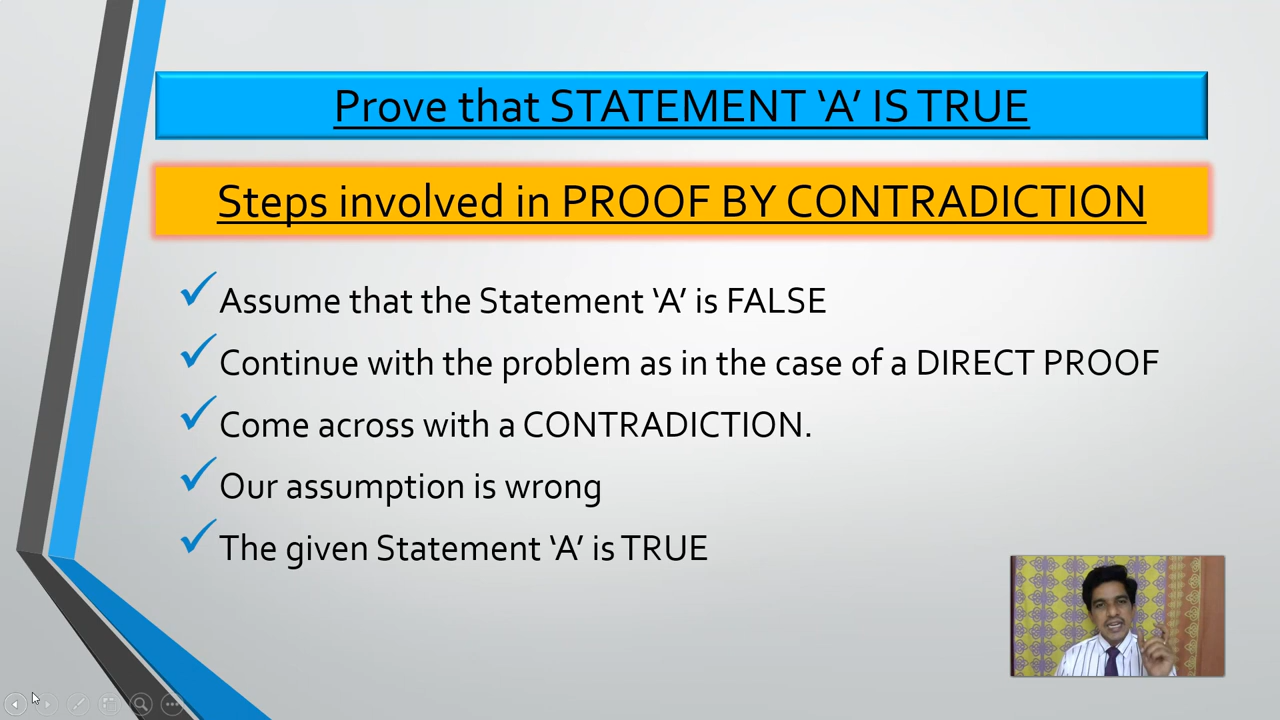 Prove that STATEMENT ‘A’ IS TRUE
Steps involved in PROOF BY CONTRADICTION
Assume that the Statement ‘A’ is FALSE
Continue with the problem as in the case of a DIRECT PROOF
Come across with a CONTRADICTION.
Our assumption is wrong
The given Statement ‘A’ is TRUE